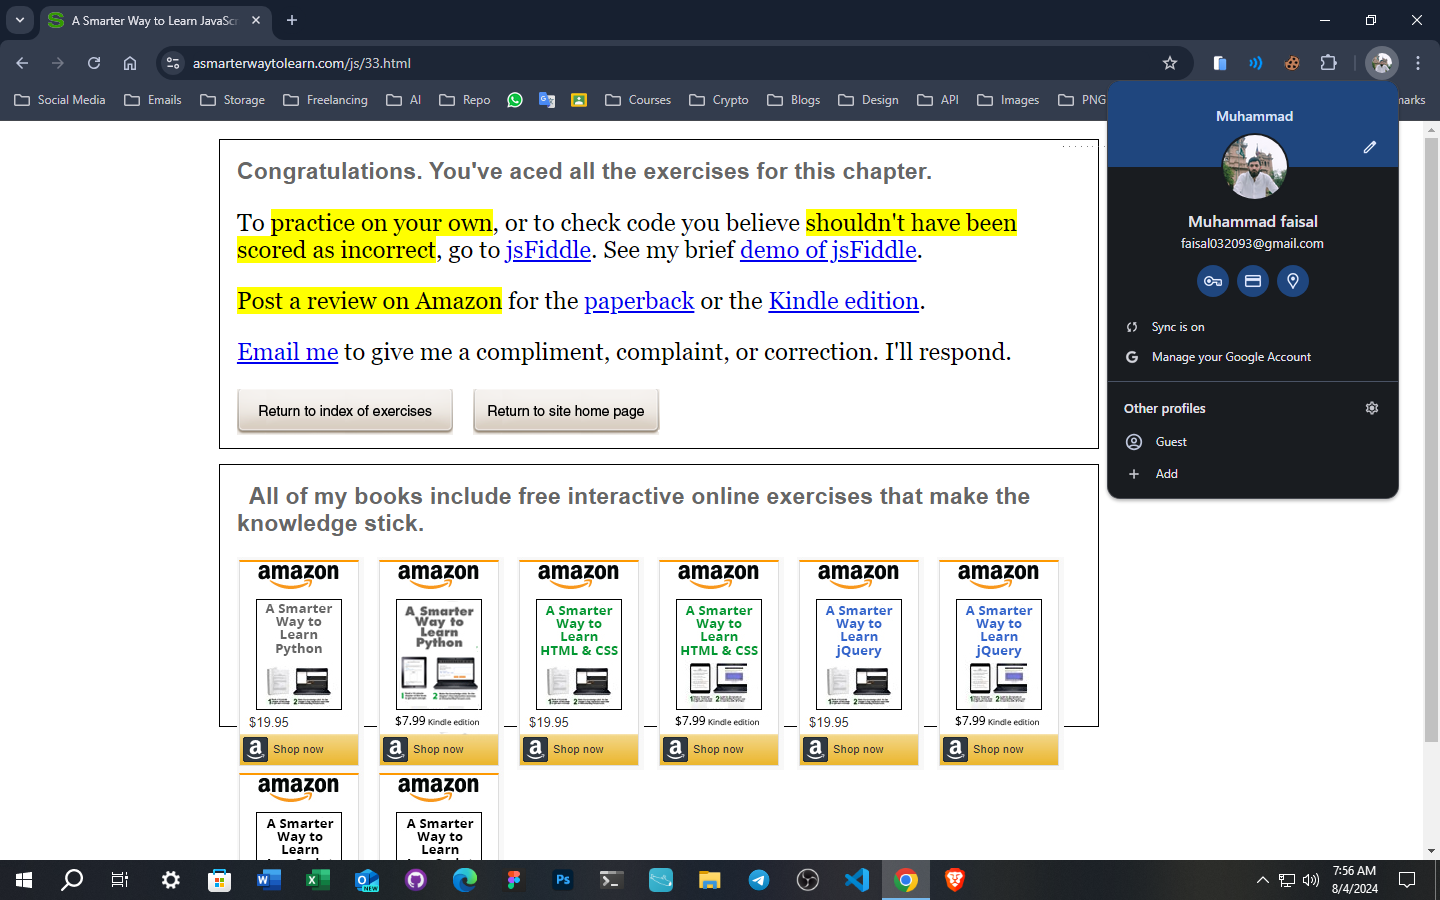 A Smarter Way to Learn JavaScr
asmarterwaytolearn.com/js/33.html
Social Media
Emails
Storage
Freelancing
AI
Repo
Courses
Crypto
Blogs
Design
API
Images
PNG
marks
Congratulations. You've aced all the exercises for this chapter.
To practice on your own, or to check code you believe shouldn't have been
scored as incorrect, go to jsFiddle. See my brief demo of jsFiddle.
Post a review on Amazon for the paperback or the Kindle edition.
Email me to give me a compliment, complaint, or correction. I'll respond.
Return to index of exercises
Return to site home page
Muhammad
Muhammad faisal
faisal032093@gmail.com
Sync is on
Manage your Google Account
Other profiles
Guest
Add
All of my books include free interactive online exercises that make the
knowledge stick.
amazon
A Smarter
Way to
Learn
Python
$19.95
Shop now
amazon
A Smarter
Way to
Learn
Python
$7.99 Kindle edition
Shop now
amazon
A Smarter
Way to
Learn
HTML & CSS
$19.95
Shop now
amazon
A Smarter
Way to
Learn
HTML & CSS
$7.99 Kindle edition
Shop now
amazon
A Smarter
Way to
Learn
jQuery
$19.95
Shop now
amazon
A Smarter
Way to
Learn
jQuery
$7.99 Kindle edition
Shop now
amazon
A Smarter
Way to
Learn
amazon
A Smarter
Way to
Learn
7:56 AM
8/4/2024